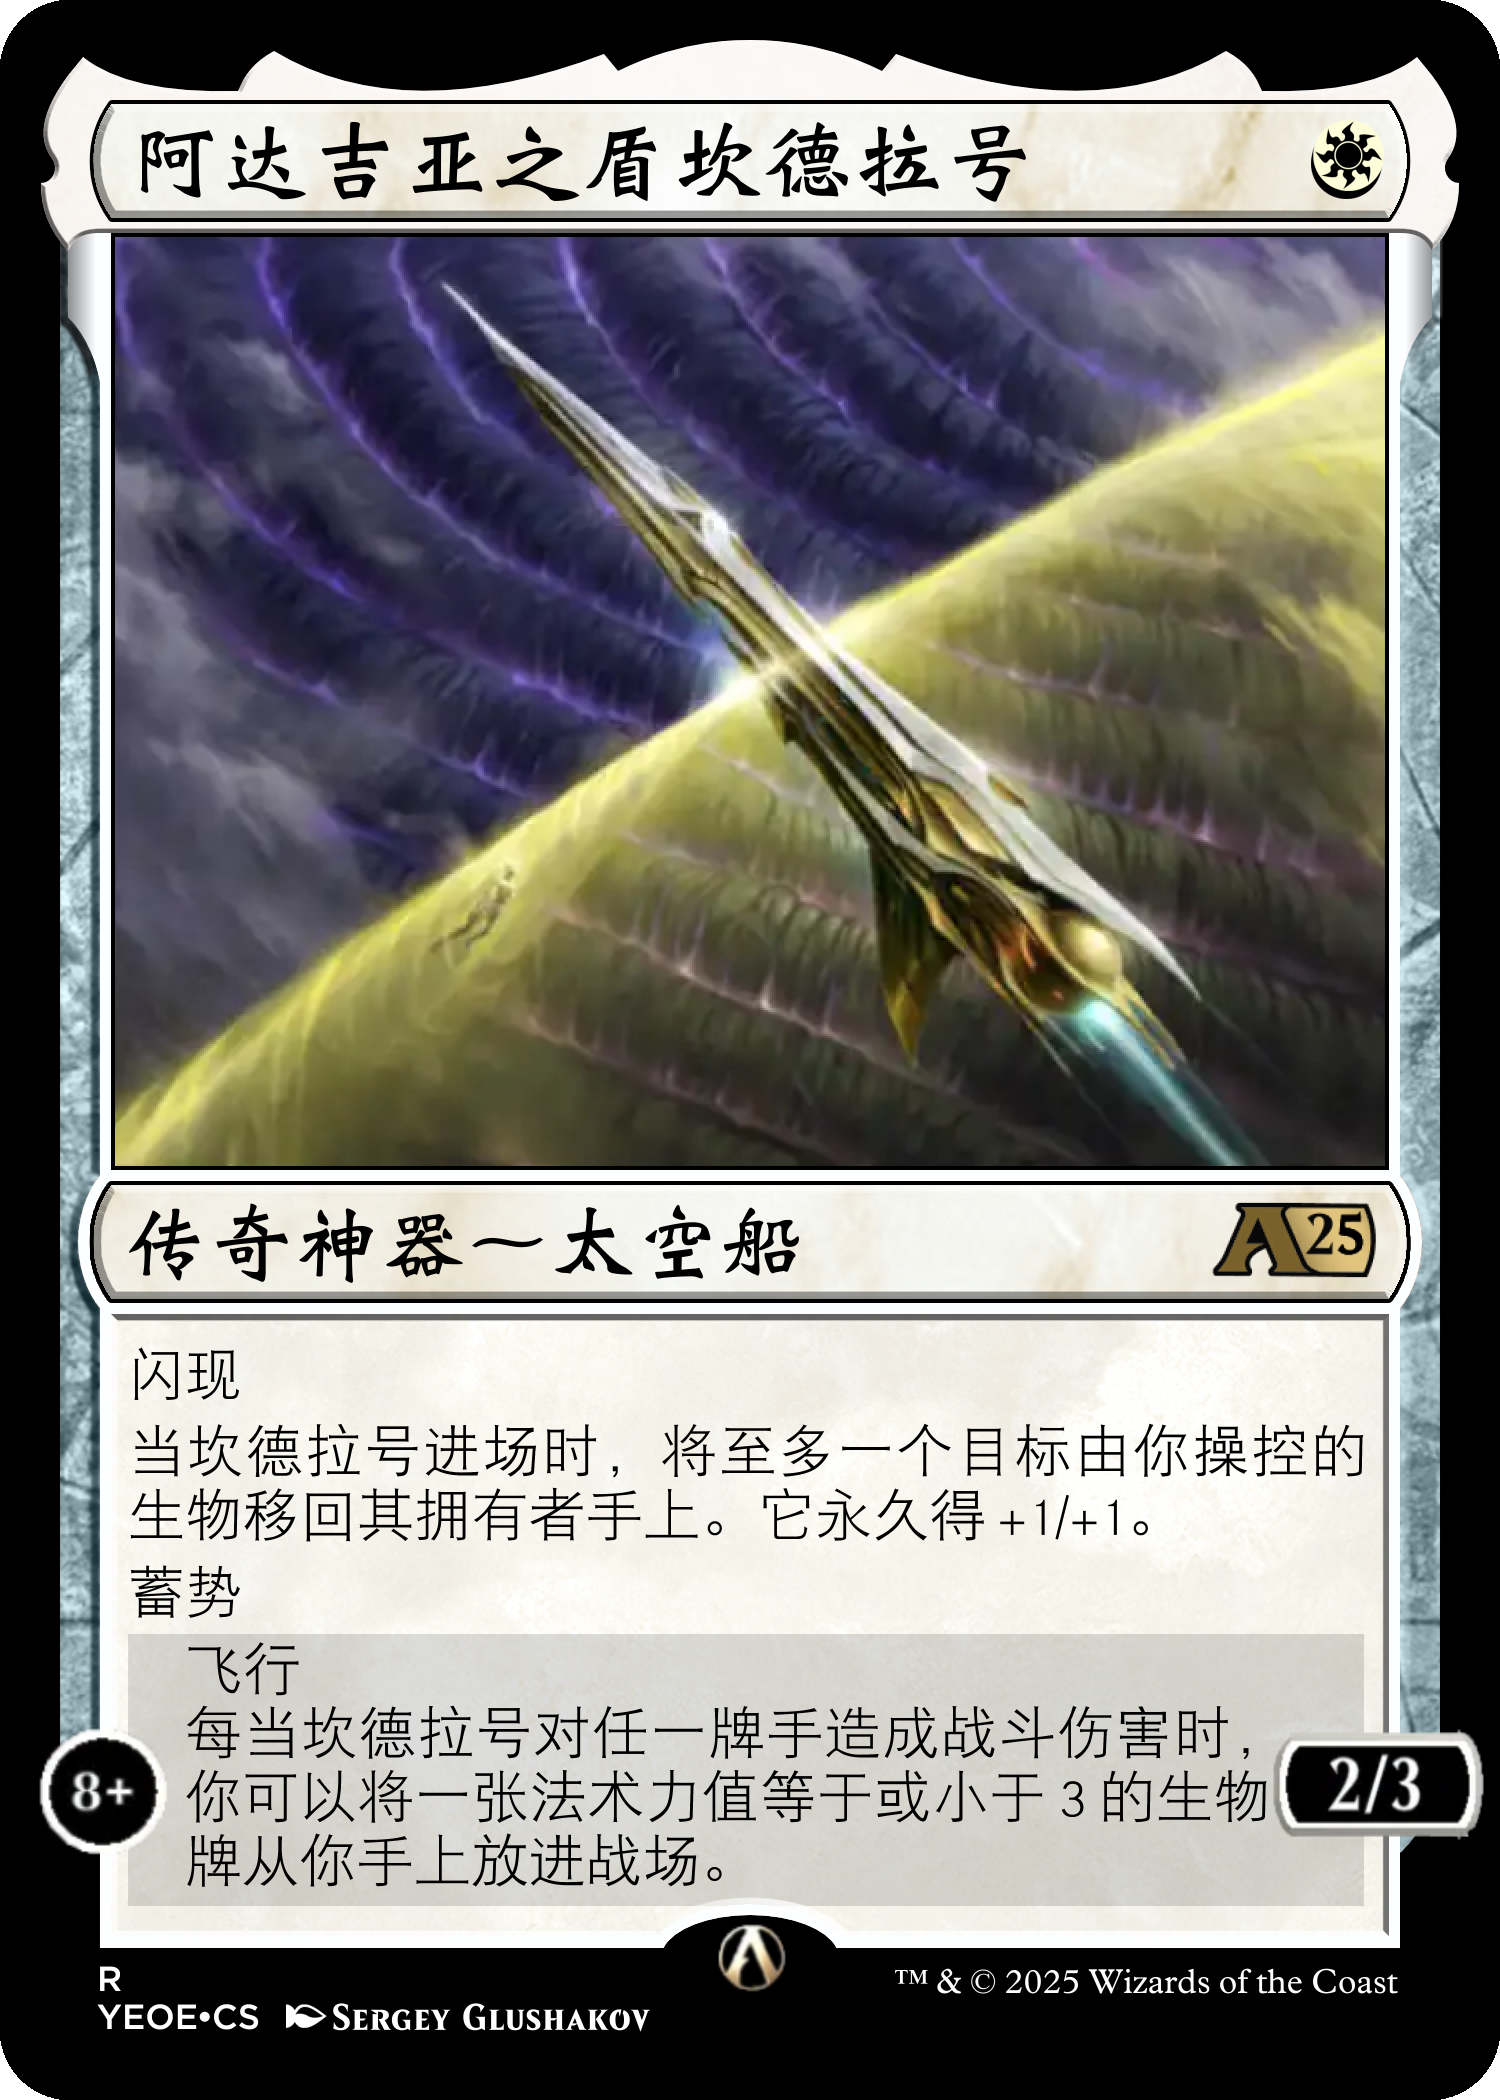 阿达吉亚之盾坎德拉号
传奇神器～太空船
A25
闪现
当坎德拉号进场时，将至多一个目标由你操控的
生物移回其拥有者手上。它永久得 +1/+1。
蓄势
飞行
每当坎德拉号对任一牌手造成战斗伤害时，
你可以将一张法术力值等于或小于 3 的生物
牌从你手上放进战场。
8+
2/3
R
YEOE•CS SERGEY GLUSHAKOV
™ & © 2025 Wizards of the Coast